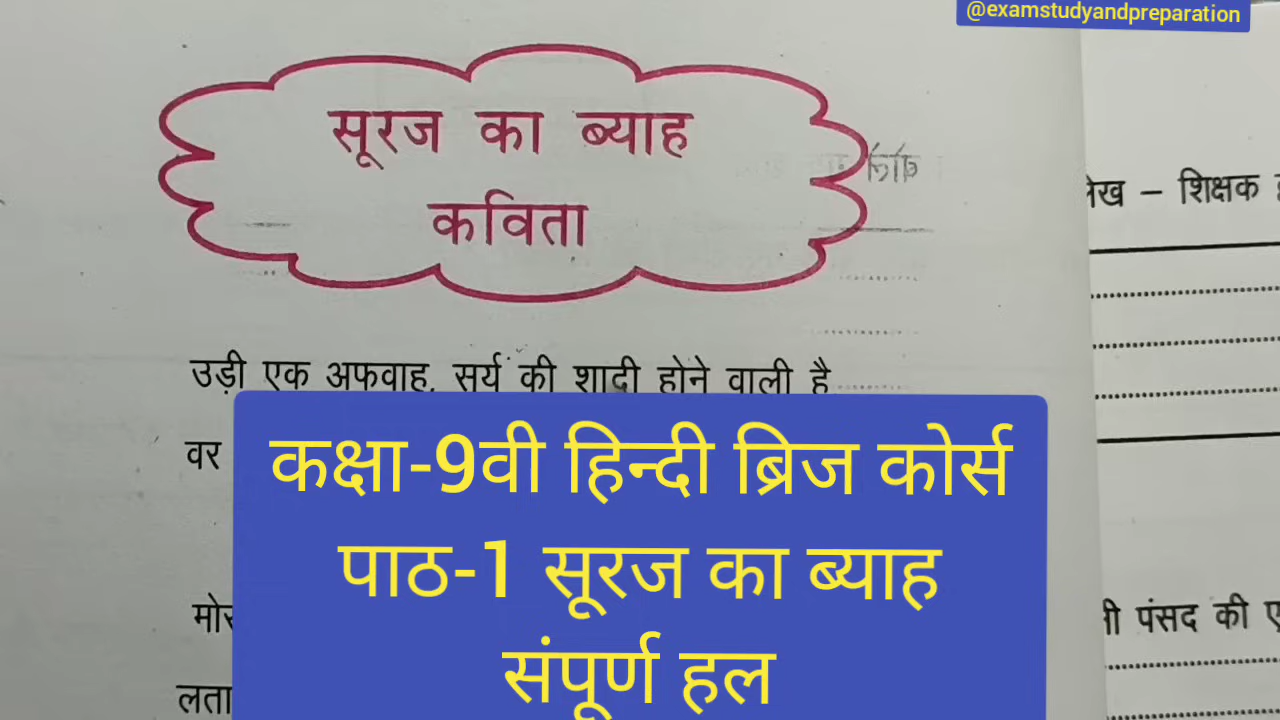 @examstudyandpreparation
सूरज का ब्याह
कविता
उड़ी एक अफवाह, सूर्य की शादी होने वाली है
वर
कक्षा-9वी हिन्दी ब्रिज कोर्स
पाठ-1 सूरज का ब्याह
संपूर्ण हल
– शिक्षक
पंसद की